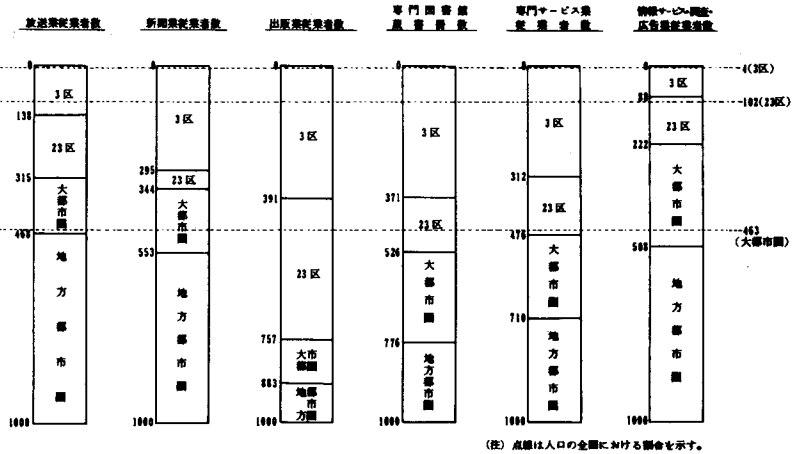 放送業従業者数
新聞業従業者数
出版業従業者数
専門図書館
蔵書冊数
専門サービス業
従業者数
情報サービス・調査・
広告業従業者数
0
3区
138
23区
315
大都市圏
468
地方都市圏
1000
0
3区
295
23区
344
大都市圏
553
地方都市圏
1000
0
3区
391
23区
757
大都市圏
883
地方都市圏
1000
0
3区
371
23区
526
大都市圏
776
地方都市圏
1000
0
3区
312
23区
476
大都市圏
710
地方都市圏
1000
0
3区
23区
222
大都市圏
508
地方都市圏
1000
4(3区)
102(23区)
463
(大都市圏)
(注) 点線は人口の全国における割合を示す。